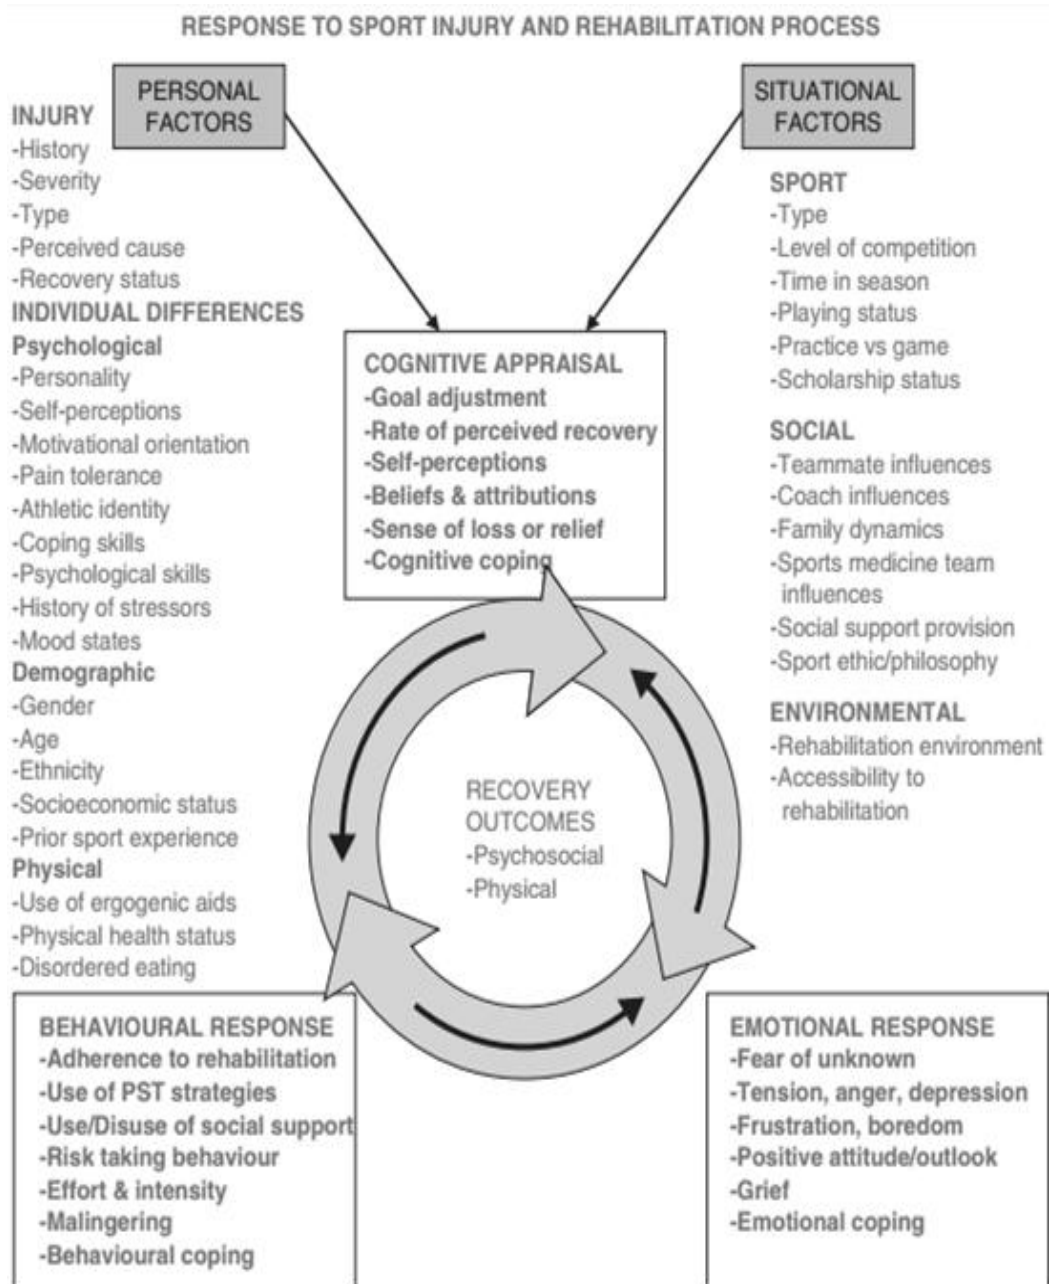 RESPONSE TO SPORT INJURY AND REHABILITATION PROCESS
PERSONAL
FACTORS
INJURY
-History
-Severity
-Type
-Perceived cause
-Recovery status
INDIVIDUAL DIFFERENCES
Psychological
-Personality
-Self-perceptions
-Motivational orientation
-Pain tolerance
-Athletic identity
-Coping skills
-Psychological skills
-History of stressors
-Mood states
Demographic
-Gender
-Age
-Ethnicity
-Socioeconomic status
-Prior sport experience
Physical
-Use of ergogenic aids
-Physical health status
-Disordered eating
SITUATIONAL
FACTORS
SPORT
-Type
-Level of competition
-Time in season
-Playing status
-Practice vs game
-Scholarship status
SOCIAL
-Teammate influences
-Coach influences
-Family dynamics
-Sports medicine team
influences
-Social support provision
-Sport ethic/philosophy
ENVIRONMENTAL
-Rehabilitation environment
-Accessibility to
rehabilitation
COGNITIVE APPRAISAL
-Goal adjustment
-Rate of perceived recovery
-Self-perceptions
-Beliefs & attributions
-Sense of loss or relief
-Cognitive coping
RECOVERY
OUTCOMES
-Psychosocial
-Physical
BEHAVIOURAL RESPONSE
-Adherence to rehabilitation
-Use of PST strategies
-Use/Disuse of social support
-Risk taking behaviour
-Effort & intensity
-Malingering
-Behavioural coping
EMOTIONAL RESPONSE
-Fear of unknown
-Tension, anger, depression
-Frustration, boredom
-Positive attitude/outlook
-Grief
-Emotional coping